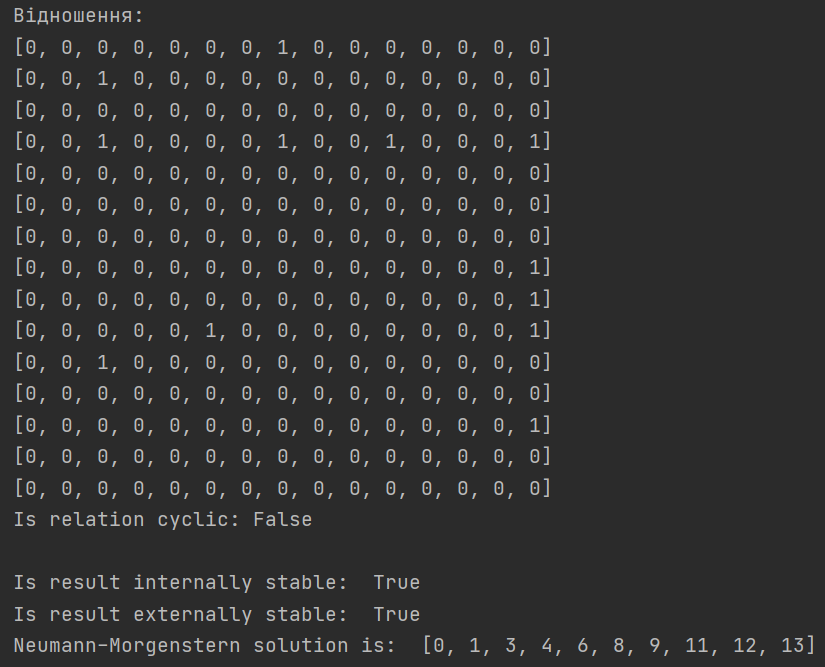 Відношення:
[0, 0, 0, 0, 0, 0, 0, 1, 0, 0, 0, 0, 0, 0, 0]
[0, 0, 1, 0, 0, 0, 0, 0, 0, 0, 0, 0, 0, 0, 0]
[0, 0, 0, 0, 0, 0, 0, 0, 0, 0, 0, 0, 0, 0, 0]
[0, 0, 1, 0, 0, 0, 0, 1, 0, 0, 1, 0, 0, 0, 1]
[0, 0, 0, 0, 0, 0, 0, 0, 0, 0, 0, 0, 0, 0, 0]
[0, 0, 0, 0, 0, 0, 0, 0, 0, 0, 0, 0, 0, 0, 0]
[0, 0, 0, 0, 0, 0, 0, 0, 0, 0, 0, 0, 0, 0, 0]
[0, 0, 0, 0, 0, 0, 0, 0, 0, 0, 0, 0, 0, 0, 1]
[0, 0, 0, 0, 0, 0, 0, 0, 0, 0, 0, 0, 0, 0, 1]
[0, 0, 0, 0, 0, 1, 0, 0, 0, 0, 0, 0, 0, 0, 1]
[0, 0, 1, 0, 0, 0, 0, 0, 0, 0, 0, 0, 0, 0, 0]
[0, 0, 0, 0, 0, 0, 0, 0, 0, 0, 0, 0, 0, 0, 0]
[0, 0, 0, 0, 0, 0, 0, 0, 0, 0, 0, 0, 0, 0, 1]
[0, 0, 0, 0, 0, 0, 0, 0, 0, 0, 0, 0, 0, 0, 0]
[0, 0, 0, 0, 0, 0, 0, 0, 0, 0, 0, 0, 0, 0, 0]
Is relation cyclic: False
Is result internally stable:  True
Is result externally stable:  True
Neumann-Morgenstern solution is:  [0, 1, 3, 4, 6, 8, 9, 11, 12, 13]